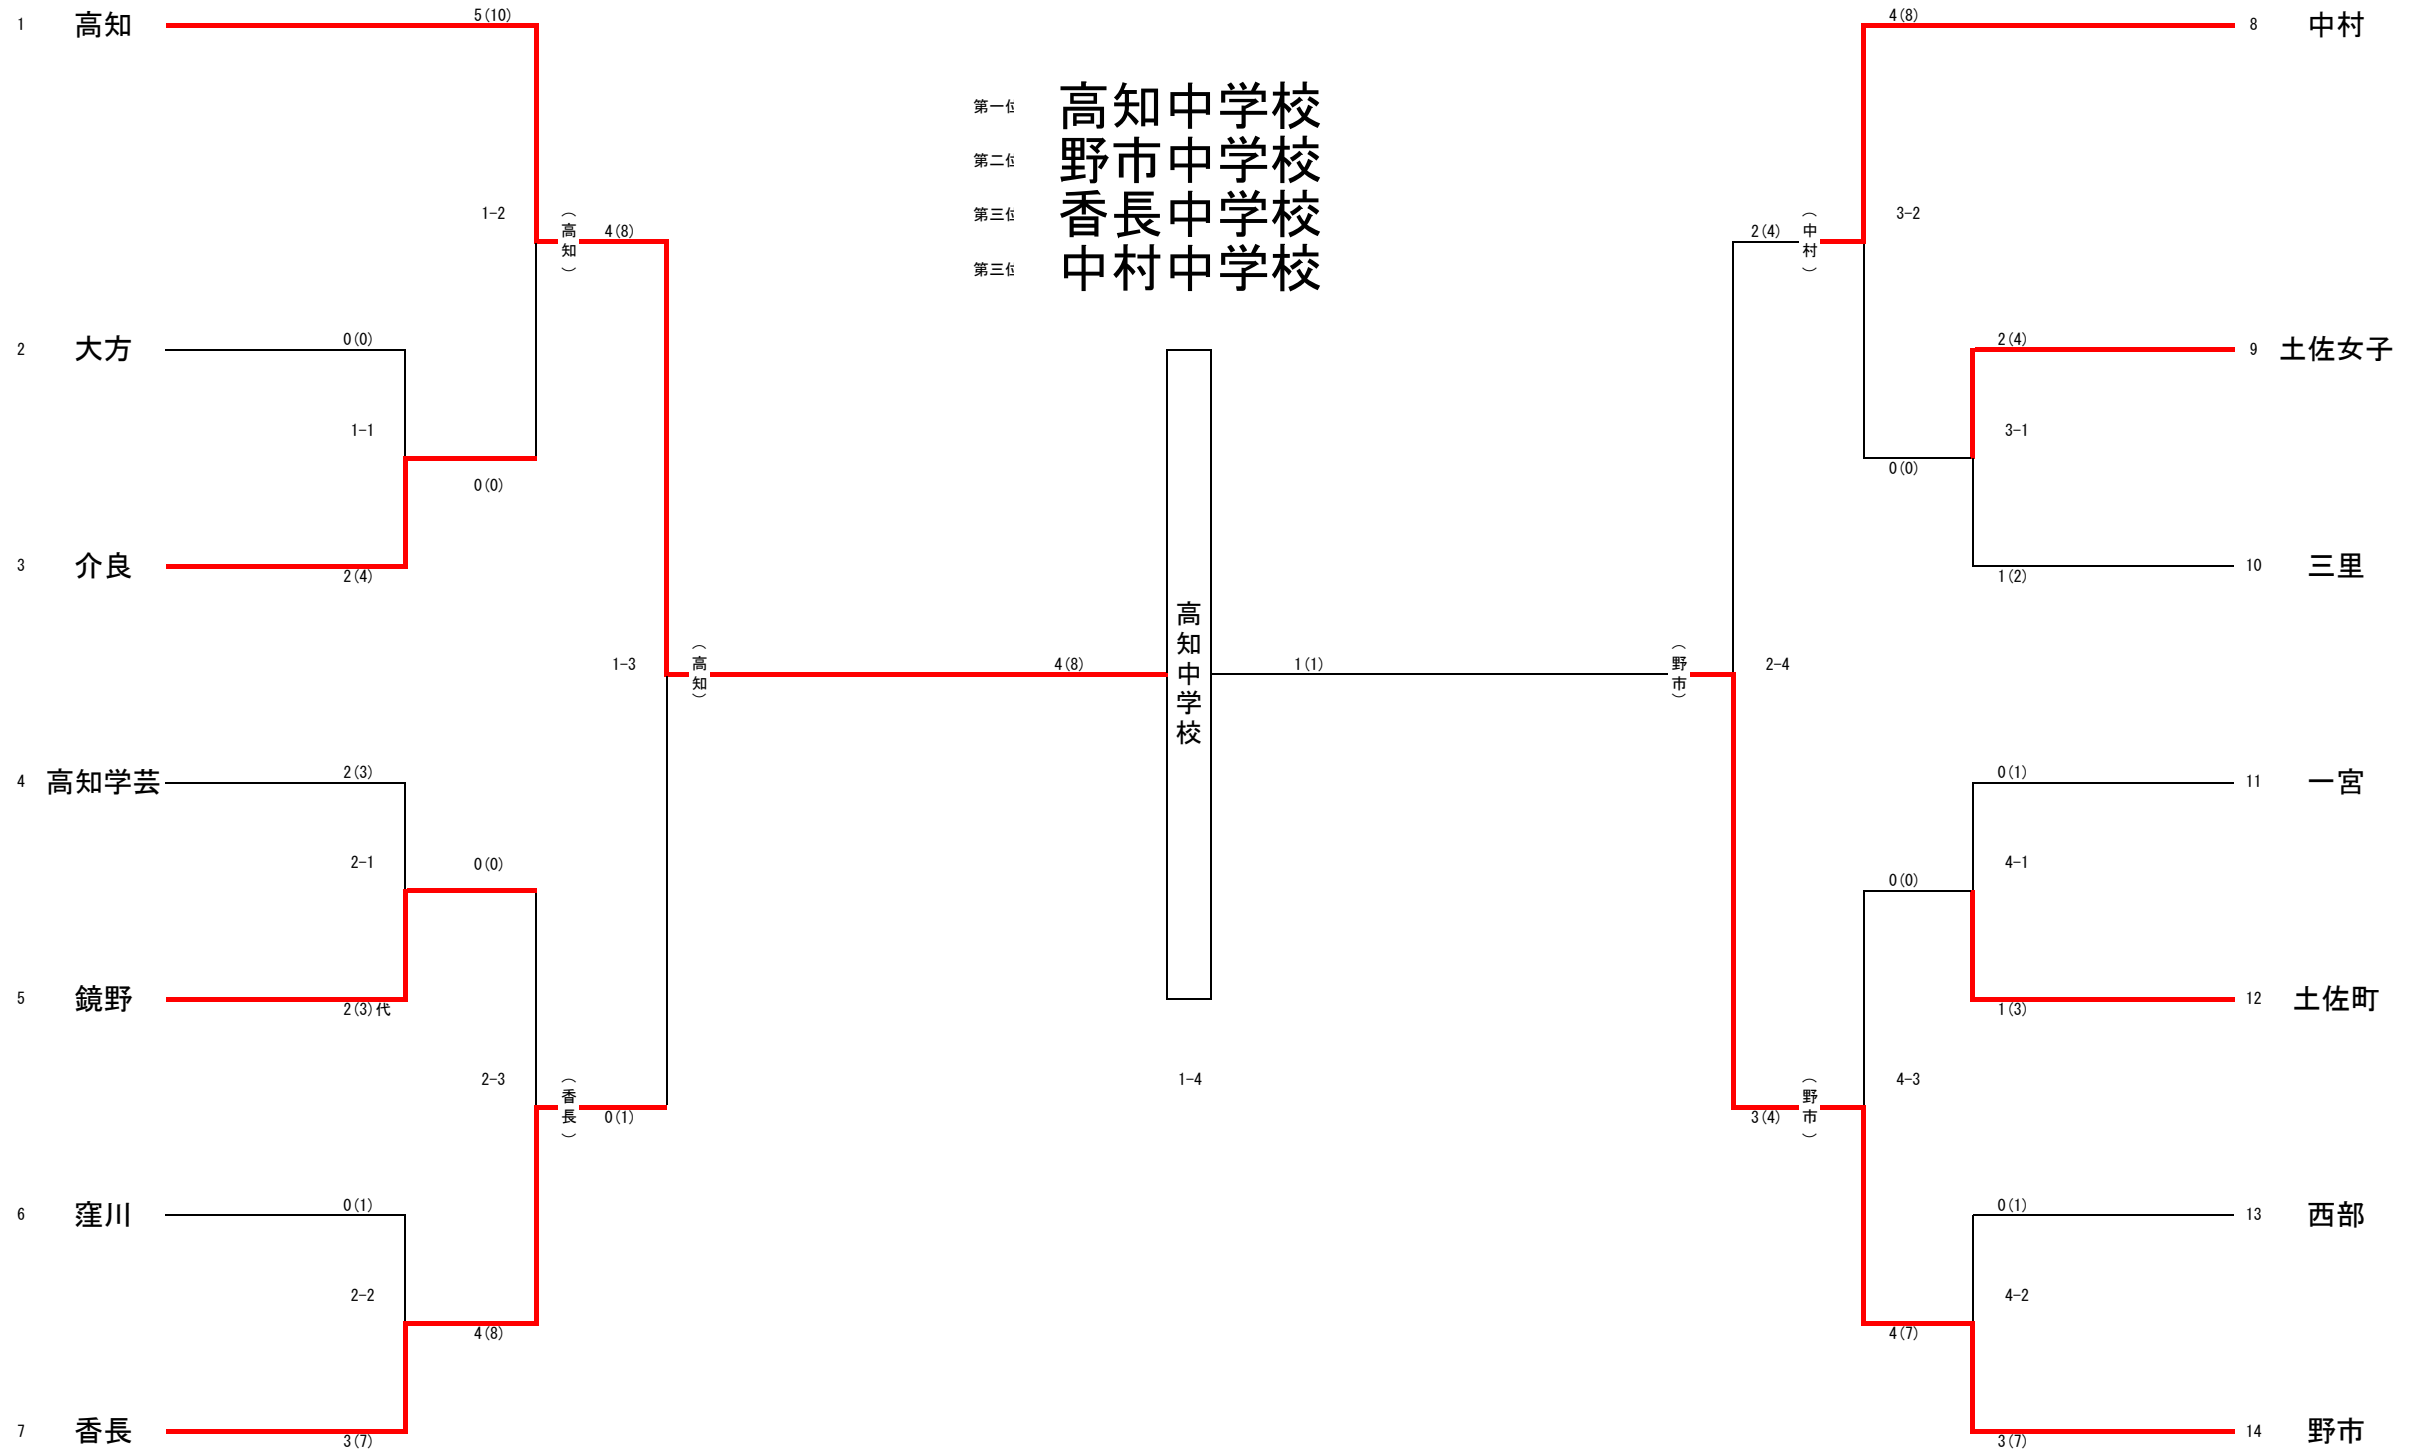 1 高知 5(10) 4(8) 8 中村
第一位 高知中学校
第二位 野市中学校
第三位 香長中学校
第三位 中村中学校
1-2 (高知) 4(8) 2(4) (中村) 3-2
2 大方 0(0) 2(4) 9 土佐女子
1-1 3-1
0(0) 0(0)
3 介良 2(4) 1(2) 10 三里
1-3 (高知) 4(8) 高知中学校 1(1) (野市) 2-4
4 高知学芸 2(3) 0(1) 11 一宮
2-1 0(0) 0(0) 4-1
5 鏡野 2(3)代 1(3) 12 土佐町
2-3 (香長) 0(1) 1-4 3(4) (野市) 4-3
6 窪川 0(1) 0(1) 13 西部
2-2 4-2
4(8) 4(7)
7 香長 3(7) 3(7) 14 野市